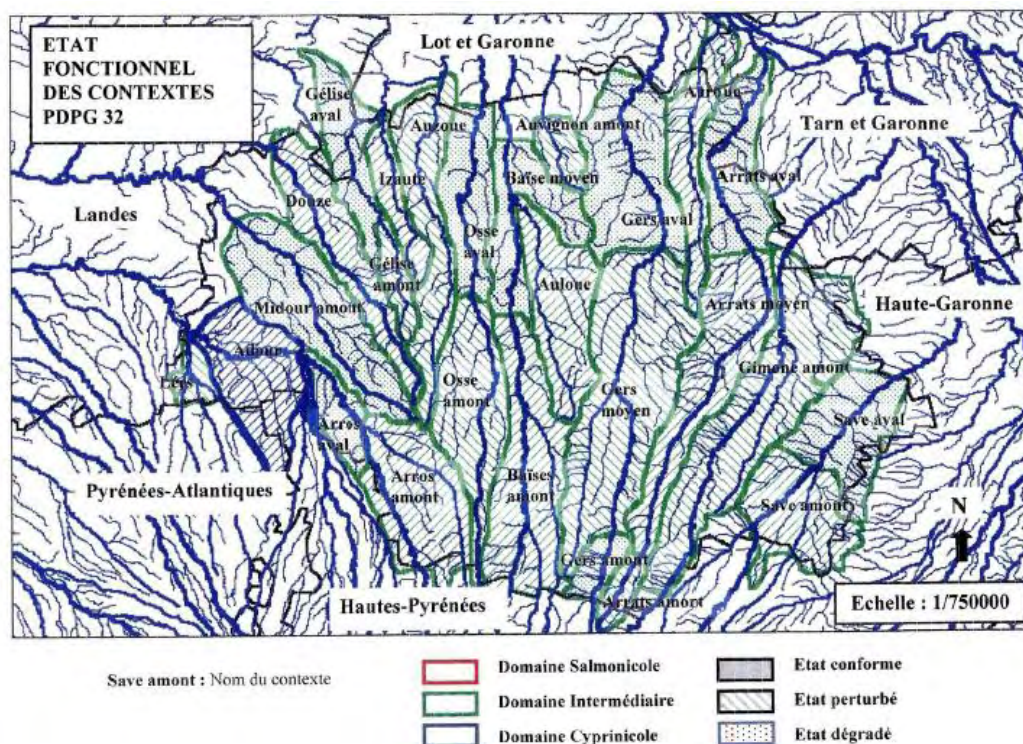 ETAT
FONCTIONNEL
DES CONTEXTES
PDPG 32
Lot et Garonne
Gélise
aval
Auzoue
Auvignon amont
Auroue
Tarn et Garonne
Izaute
Baïse moyen
Arrats aval
Landes
Douze
Osse
aval
Gers aval
Gélise
amont
Auloue
Midour amont
Arrats moyen
Haute-Garonne
Adour
Lées
Gimone amont
Osse
amont
Gers
moyen
Arros
aval
Save aval
Pyrénées-Atlantiques
Arros
amont
Baïses
amont
Save amont
N
Gers amont
Hautes-Pyrénées
Arrats amont
Echelle : 1/750000
Save amont : Nom du contexte
Domaine Salmonicole
Etat conforme
Domaine Intermédiaire
Etat perturbé
Domaine Cyprinicole
Etat dégradé